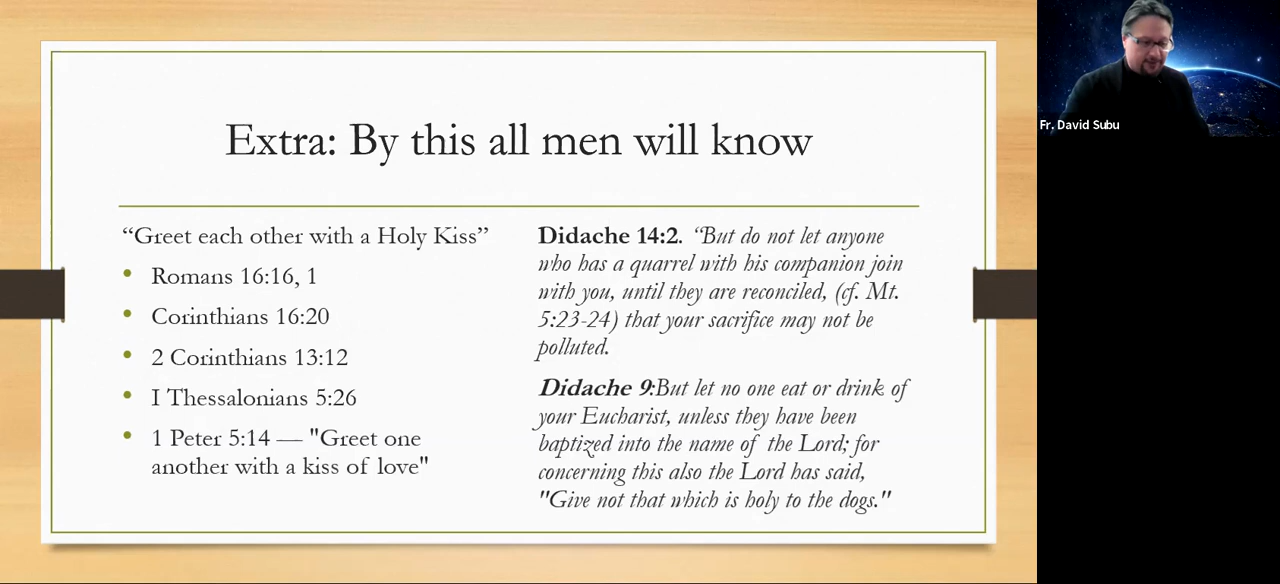 Extra: By this all men will know
“Greet each other with a Holy Kiss”
• Romans 16:16, 1
• Corinthians 16:20
• 2 Corinthians 13:12
• I Thessalonians 5:26
• 1 Peter 5:14 — "Greet one
another with a kiss of love"
Didache 14:2. “But do not let anyone
who has a quarrel with his companion join
with you, until they are reconciled, (cf. Mt.
5:23-24) that your sacrifice may not be
polluted.
Didache 9:But let no one eat or drink of
your Eucharist, unless they have been
baptized into the name of the Lord; for
concerning this also the Lord has said,
"Give not that which is holy to the dogs."
Fr. David Subu